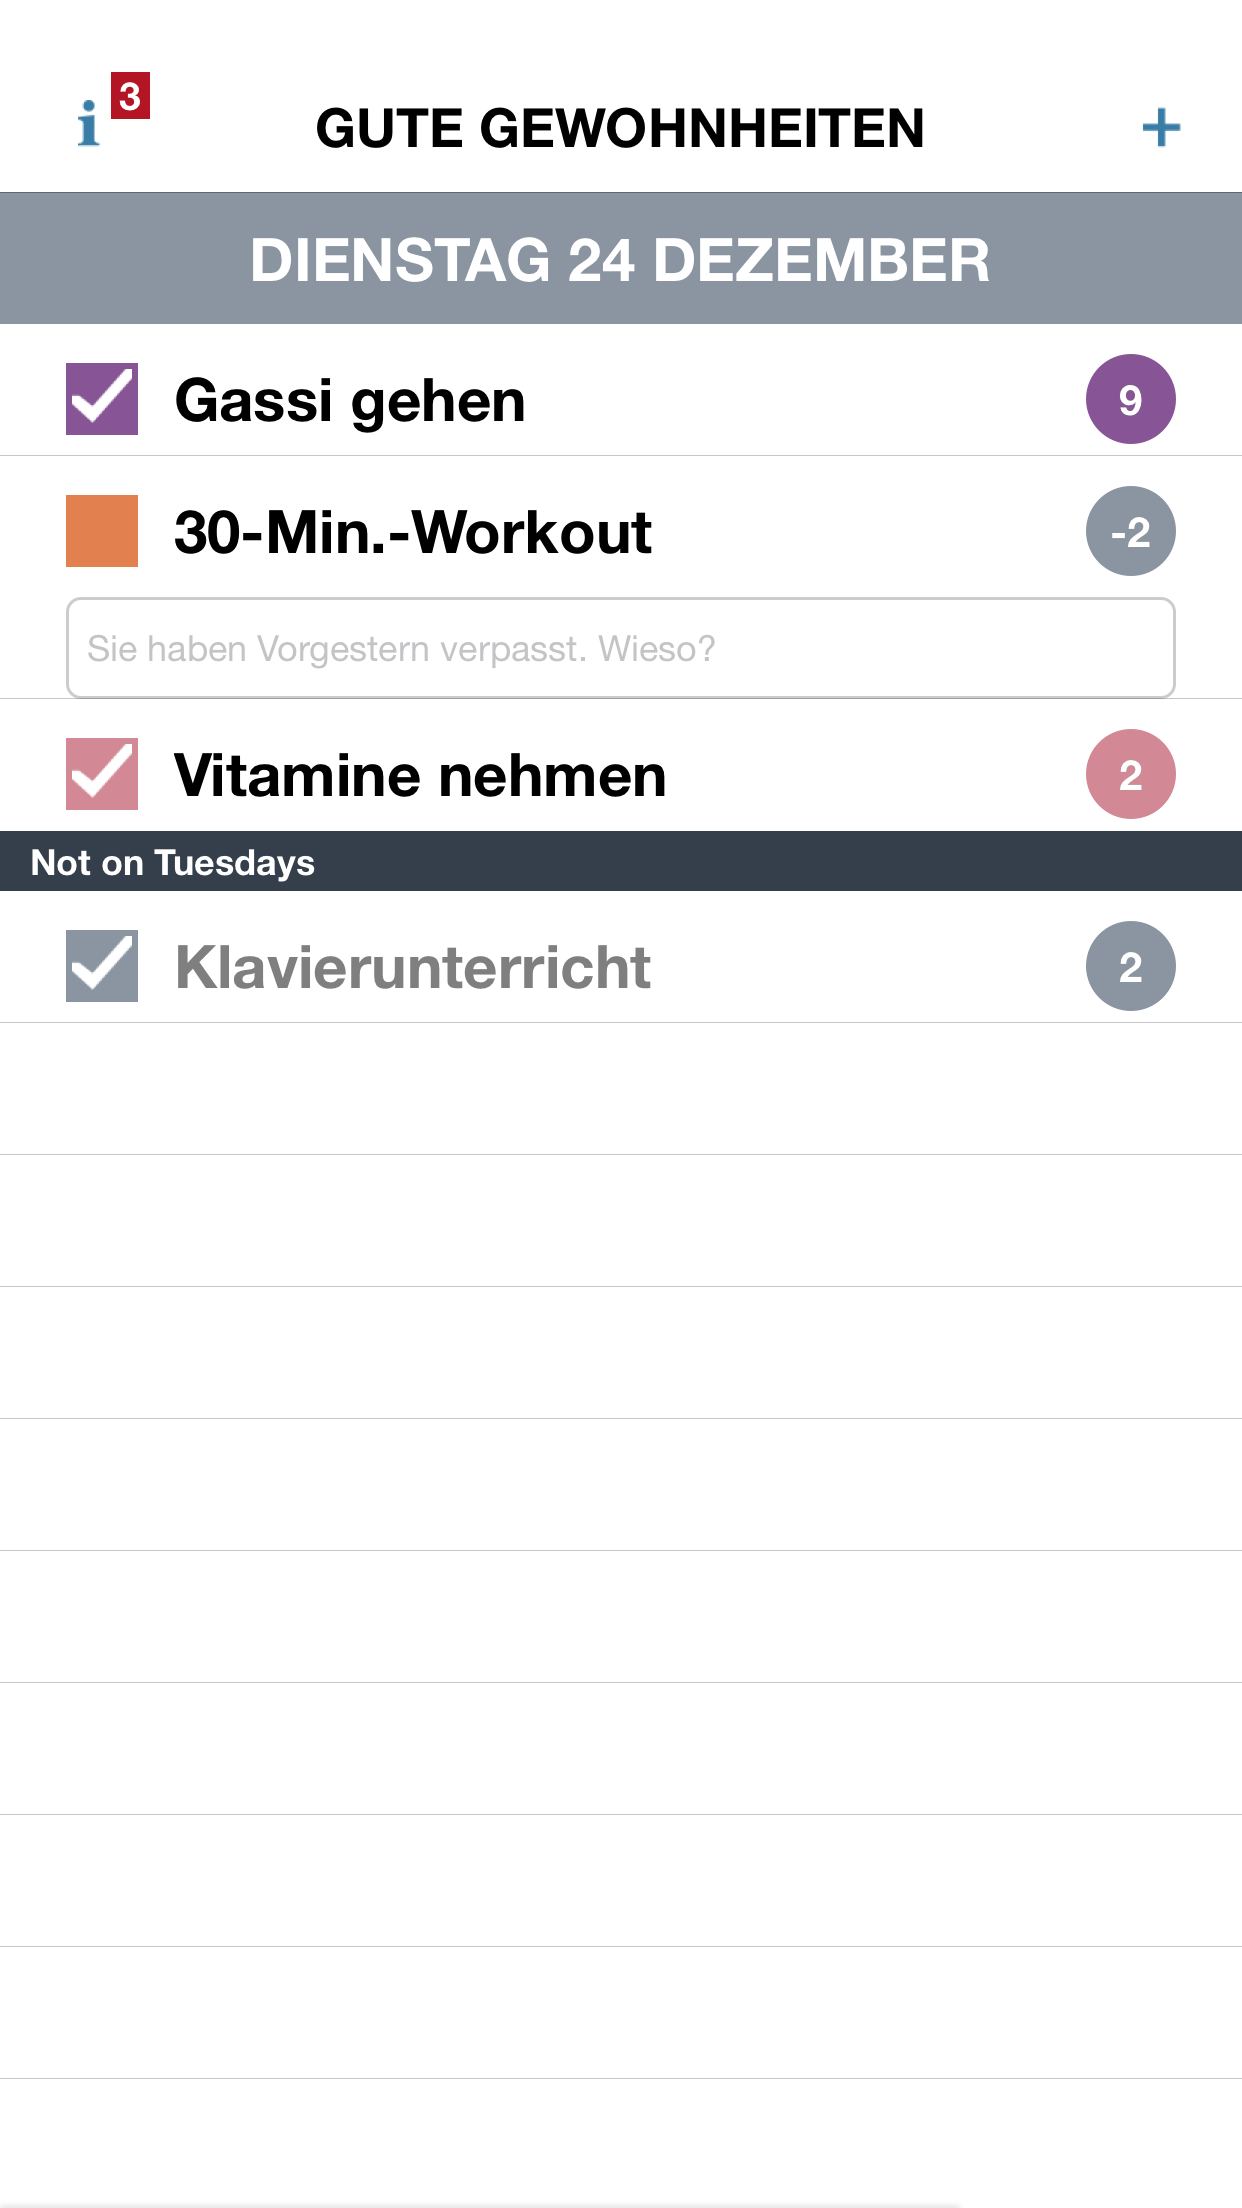 3
GUTE GEWOHNHEITEN
DIENSTAG 24 DEZEMBER
Gassi gehen 9
30-Min.-Workout -2
Sie haben Vorgestern verpasst. Wieso?
Vitamine nehmen 2
Not on Tuesdays
Klavierunterricht 2